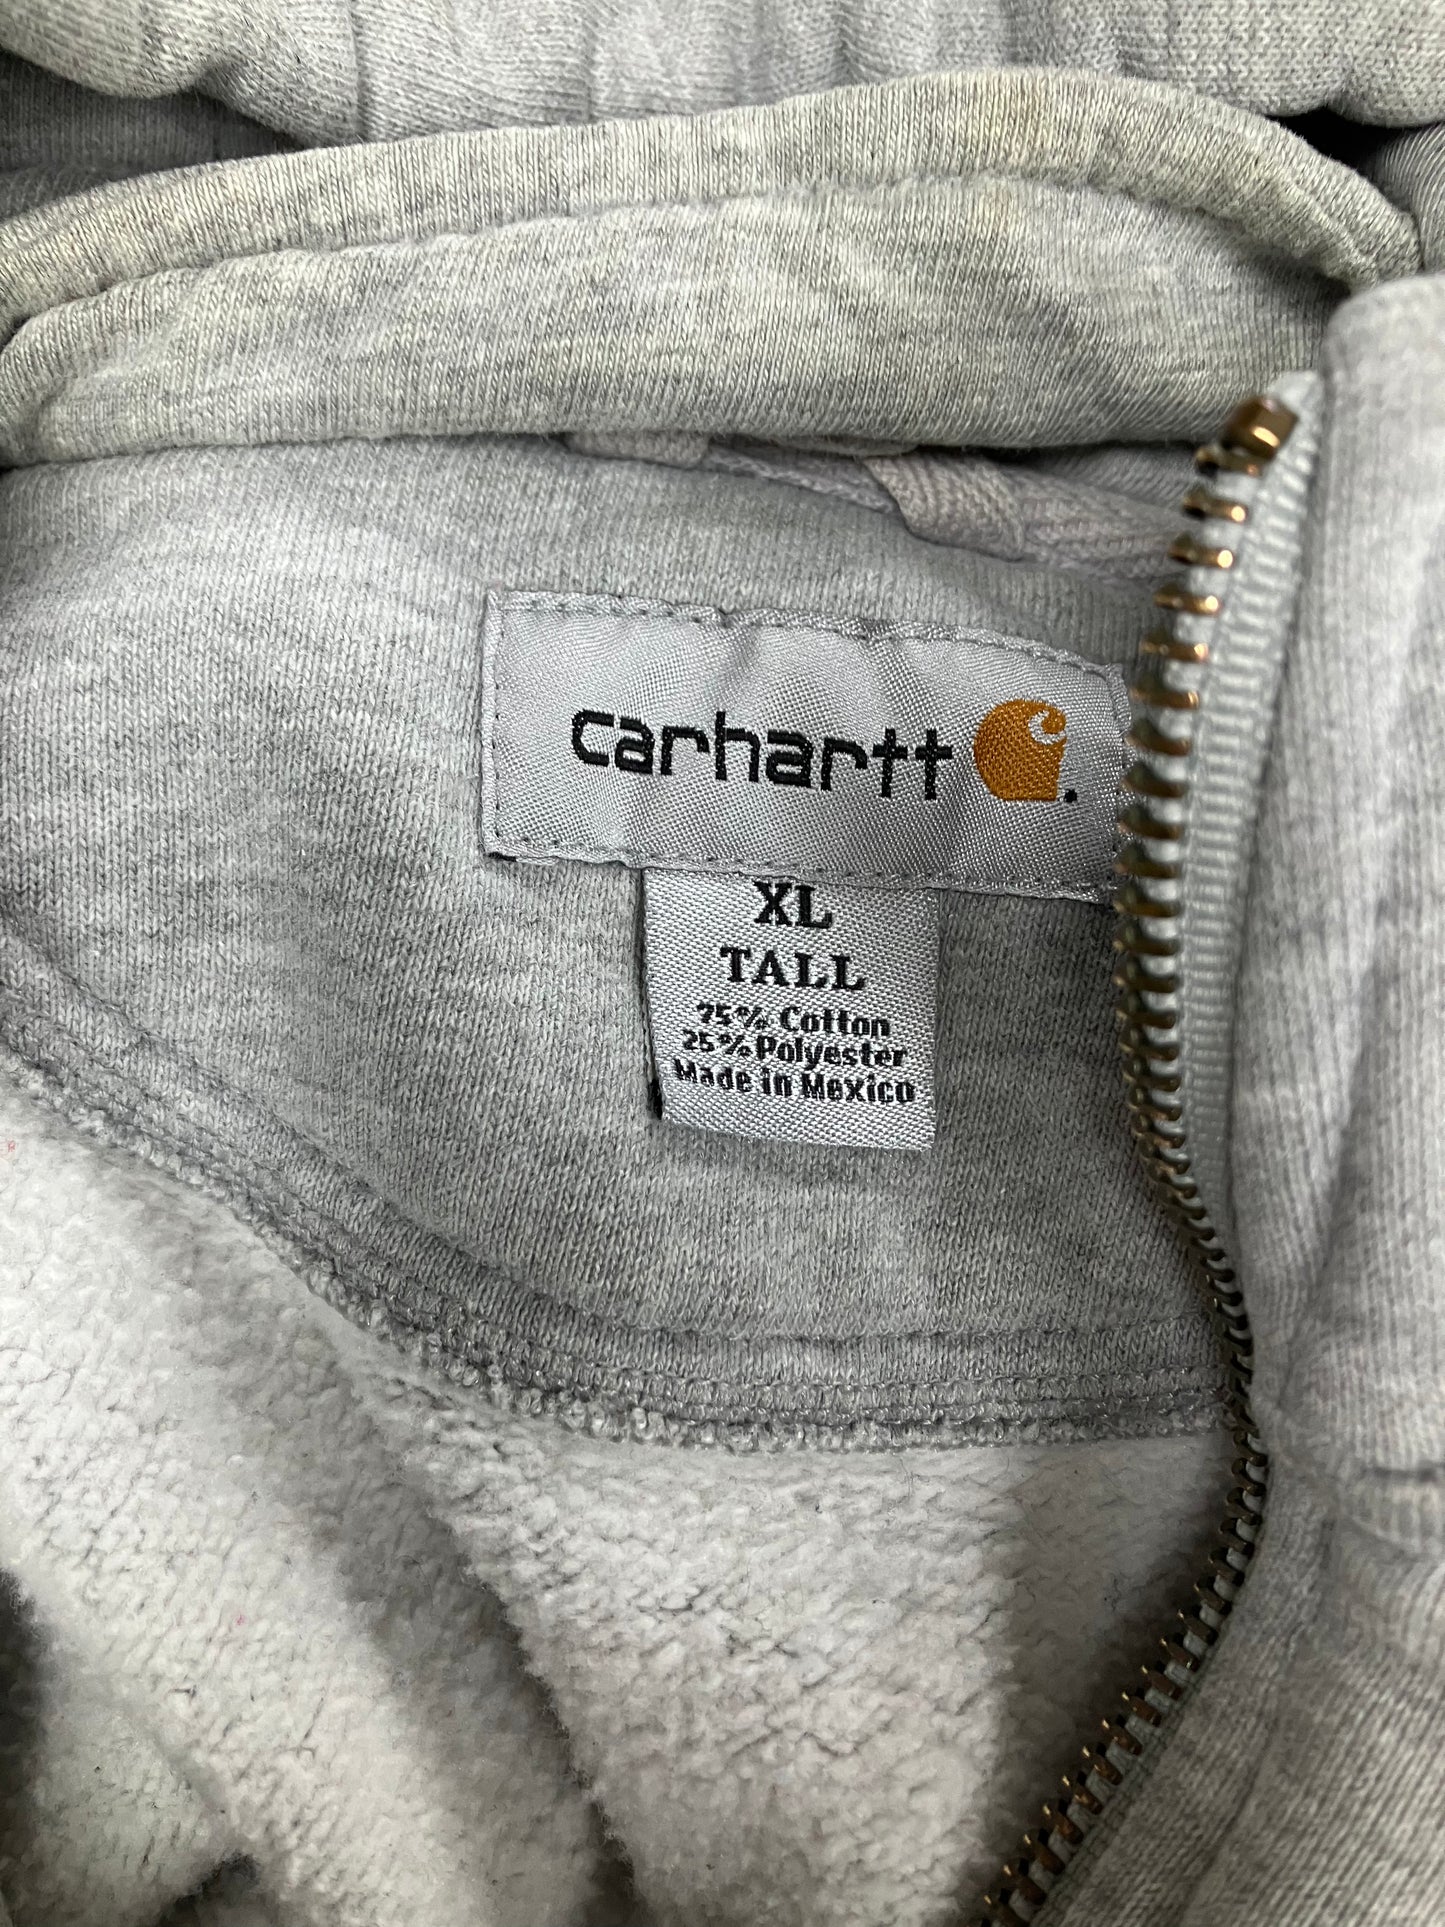 carhartt
XL
TALL
75% Cotton
25% Polyester
Made in Mexico